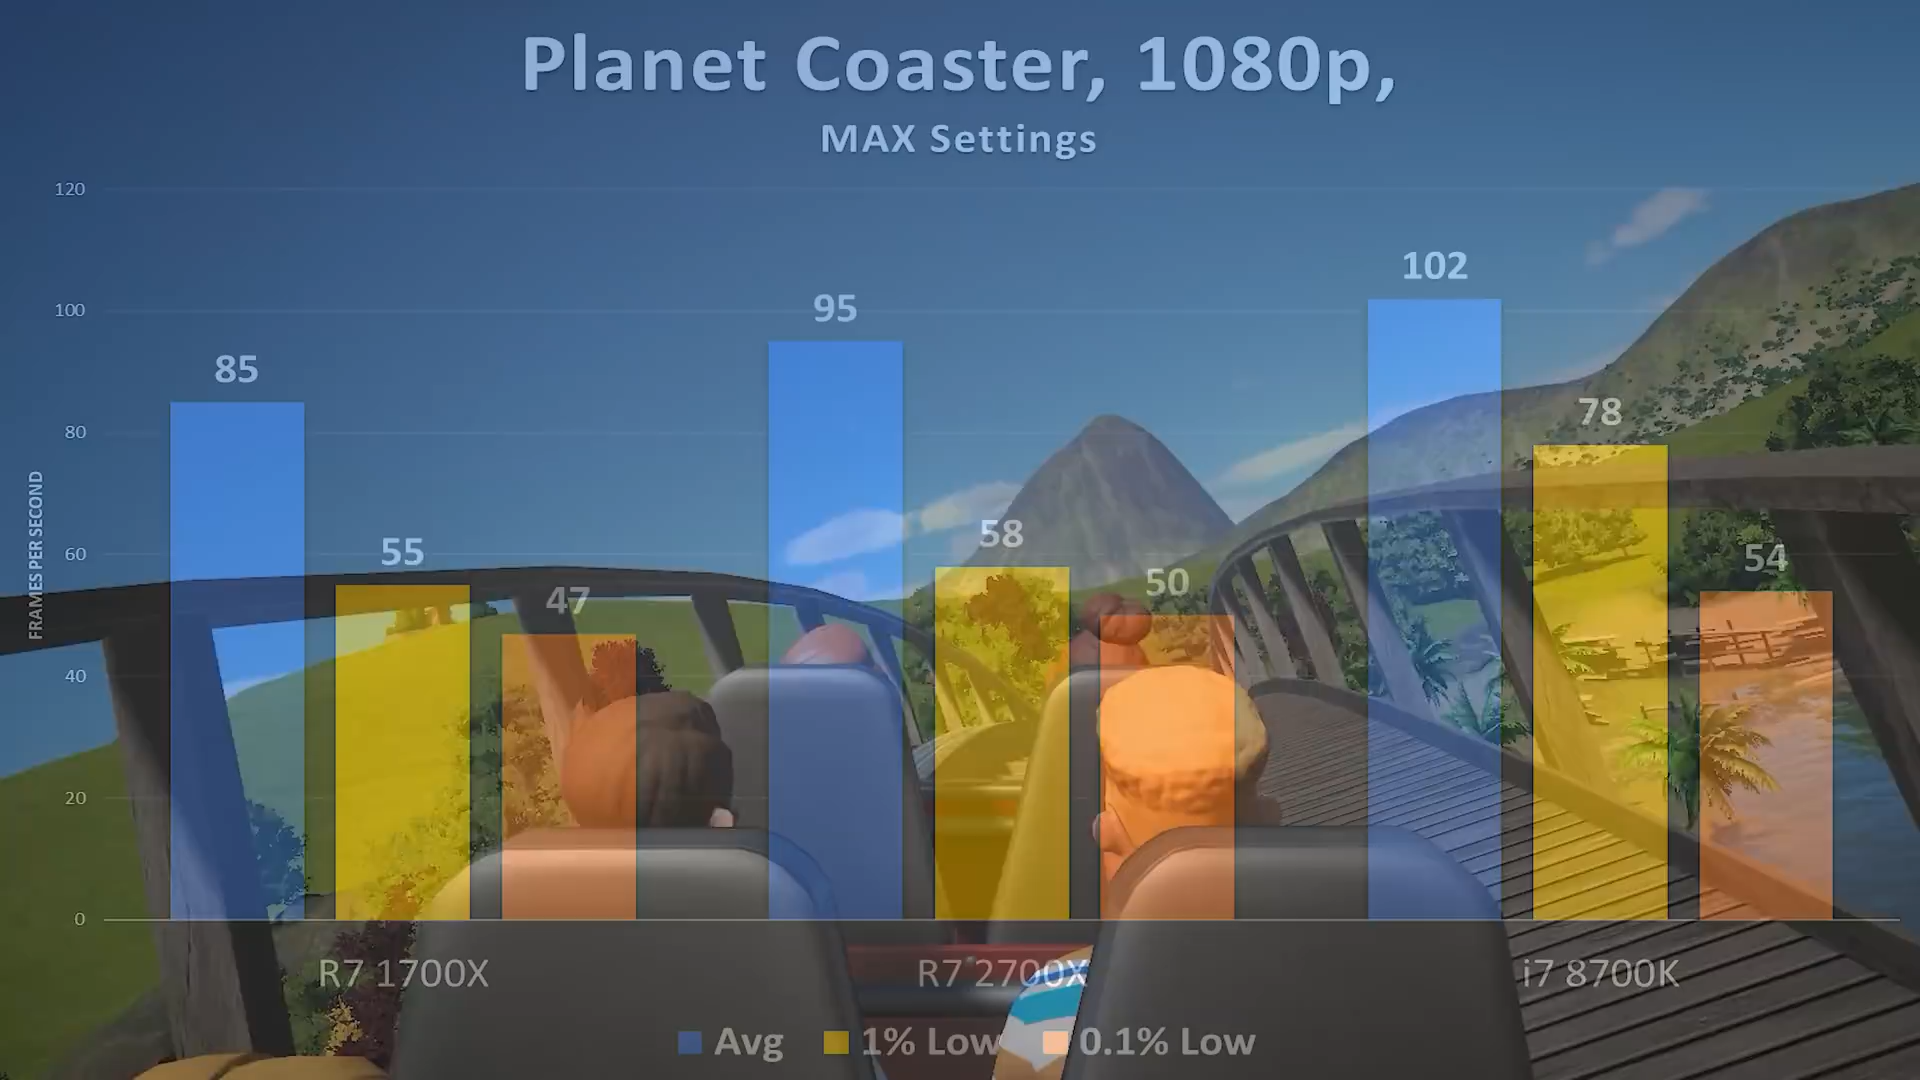 Planet Coaster, 1080p,
MAX Settings
120
100
80
60
40
20
0
FRAMES PER SECOND
85
55
47
95
58
50
102
78
54
R7 1700X
R7 2700X
i7 8700K
Avg
1% Low
0.1% Low